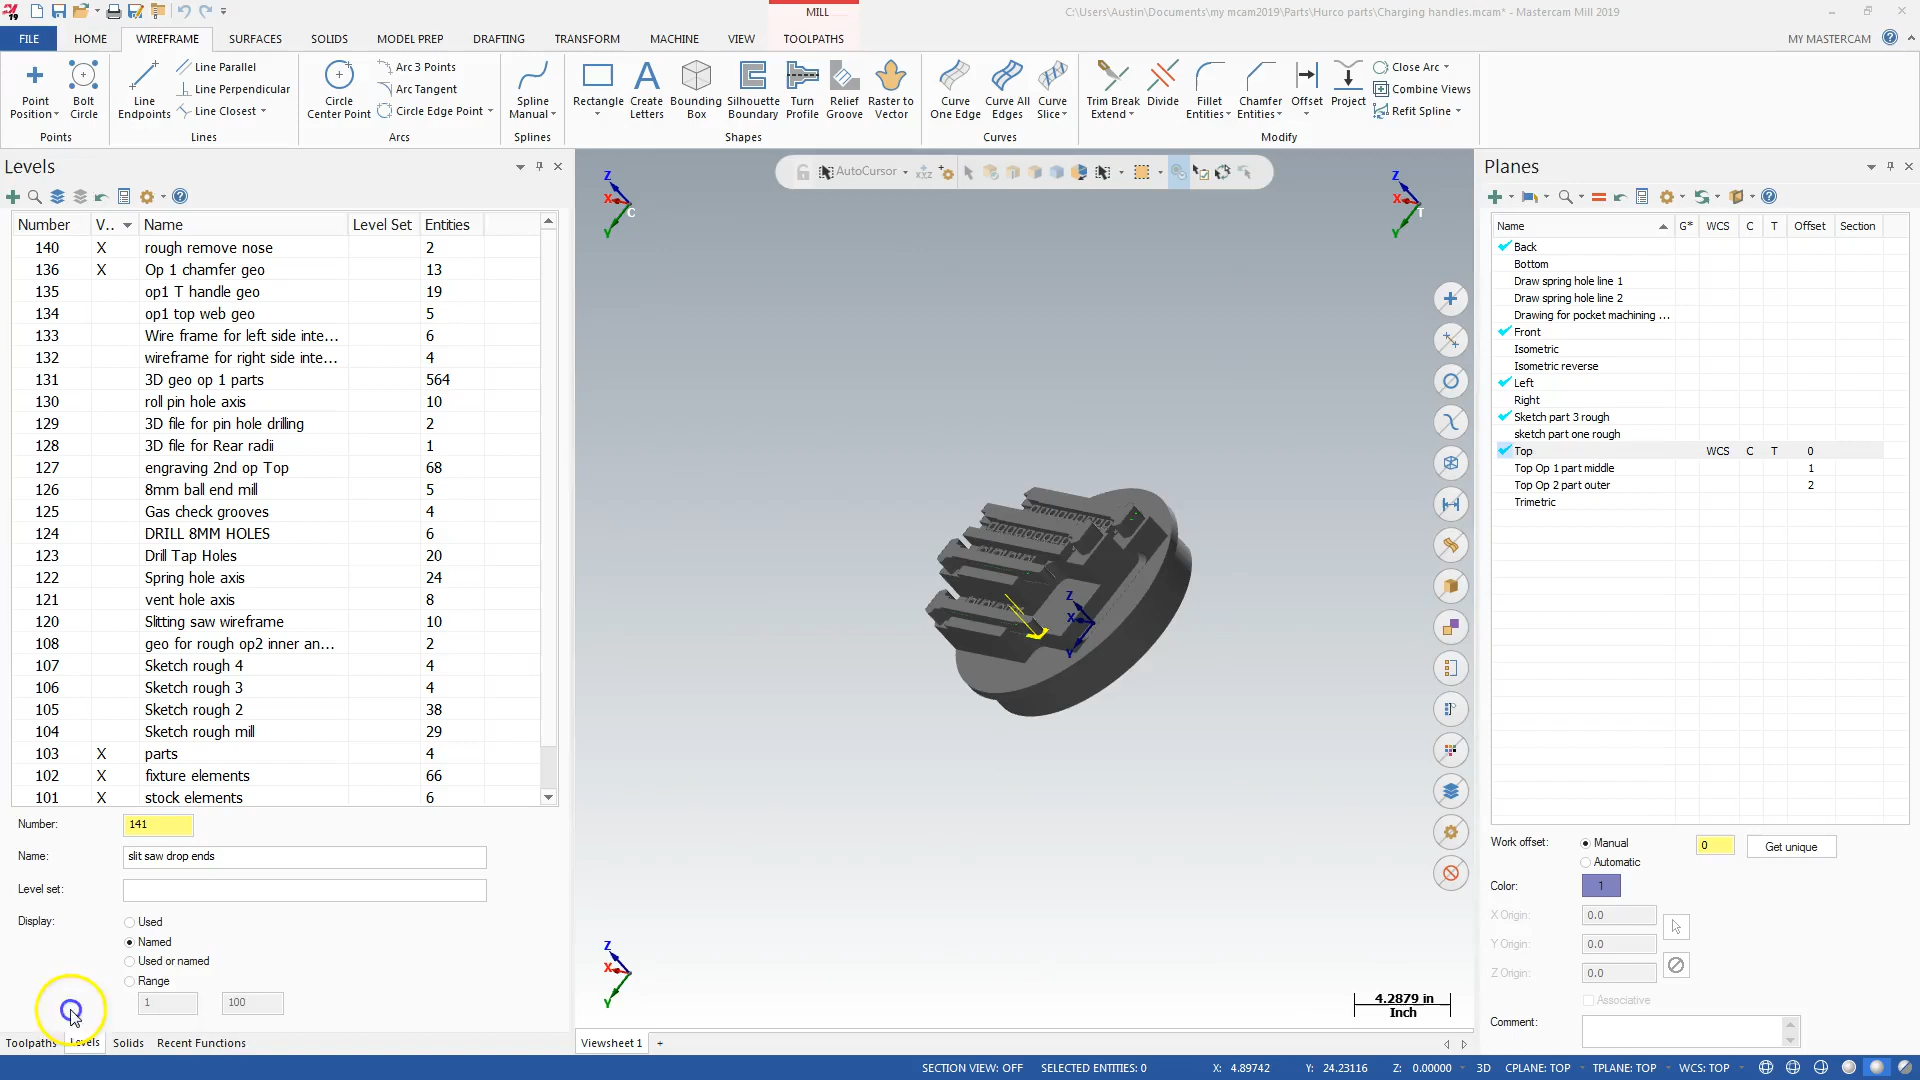 19
MILL
C:\Users\Austin\Documents\my mcam2019\Parts\Hurco parts\Charging handles.mcam* - Mastercam Mill 2019
FILE
HOME
WIREFRAME
SURFACES
SOLIDS
MODEL PREP
DRAFTING
TRANSFORM
MACHINE
VIEW
TOOLPATHS
MY MASTERCAM
Point Position
Bolt Circle
Points
Line Endpoints
Line Parallel
Line Perpendicular
Line Closest
Lines
Circle Center Point
Arc 3 Points
Arc Tangent
Circle Edge Point
Arcs
Spline Manual
Splines
Rectangle
Create Letters
Bounding Box
Silhouette Boundary
Turn Profile
Relief Groove
Raster to Vector
Shapes
Curve One Edge
Curve All Edges
Curve Slice
Curves
Trim Break Extend
Divide
Fillet Entities
Chamfer Entities
Offset
Project
Close Arc
Combine Views
Refit Spline
Modify
Levels
Number V.. Name Level Set Entities
140 X rough remove nose 2
136 X Op 1 chamfer geo 13
135 op1 T handle geo 19
134 op1 top web geo 5
133 Wire frame for left side inte... 6
132 wireframe for right side inte... 4
131 3D geo op 1 parts 564
130 roll pin hole axis 10
129 3D file for pin hole drilling 2
128 3D file for Rear radii 1
127 engraving 2nd op Top 68
126 8mm ball end mill 5
125 Gas check grooves 4
124 DRILL 8MM HOLES 6
123 Drill Tap Holes 20
122 Spring hole axis 24
121 vent hole axis 8
120 Slitting saw wireframe 10
108 geo for rough op2 inner an... 2
107 Sketch rough 4 4
106 Sketch rough 3 4
105 Sketch rough 2 38
104 Sketch rough mill 29
103 X parts 4
102 X fixture elements 66
101 X stock elements 6
Number: 141
Name: slit saw drop ends
Level set:
Display: Used
Named
Used or named
Range
1 100
Toolpaths Levels Solids Recent Functions
AutoCursor
XYZ
Z X C Y
Z X T Y
Z X Y
Z X Y
4.2879 in
Inch
Viewsheet 1 +
Planes
Name G* WCS C T Offset Section
Back
Bottom
Draw spring hole line 1
Draw spring hole line 2
Drawing for pocket machining ...
Front
Isometric
Isometric reverse
Left
Right
Sketch part 3 rough
sketch part one rough
Top WCS C T 0
Top Op 1 part middle 1
Top Op 2 part outer 2
Trimetric
Work offset: Manual 0 Get unique
Automatic
Color: 1
X Origin: 0.0
Y Origin: 0.0
Z Origin: 0.0
Associative
Comment:
SECTION VIEW: OFF SELECTED ENTITIES: 0 X: 4.89742 Y: 24.23116 Z: 0.00000 3D CPLANE: TOP TPLANE: TOP WCS: TOP